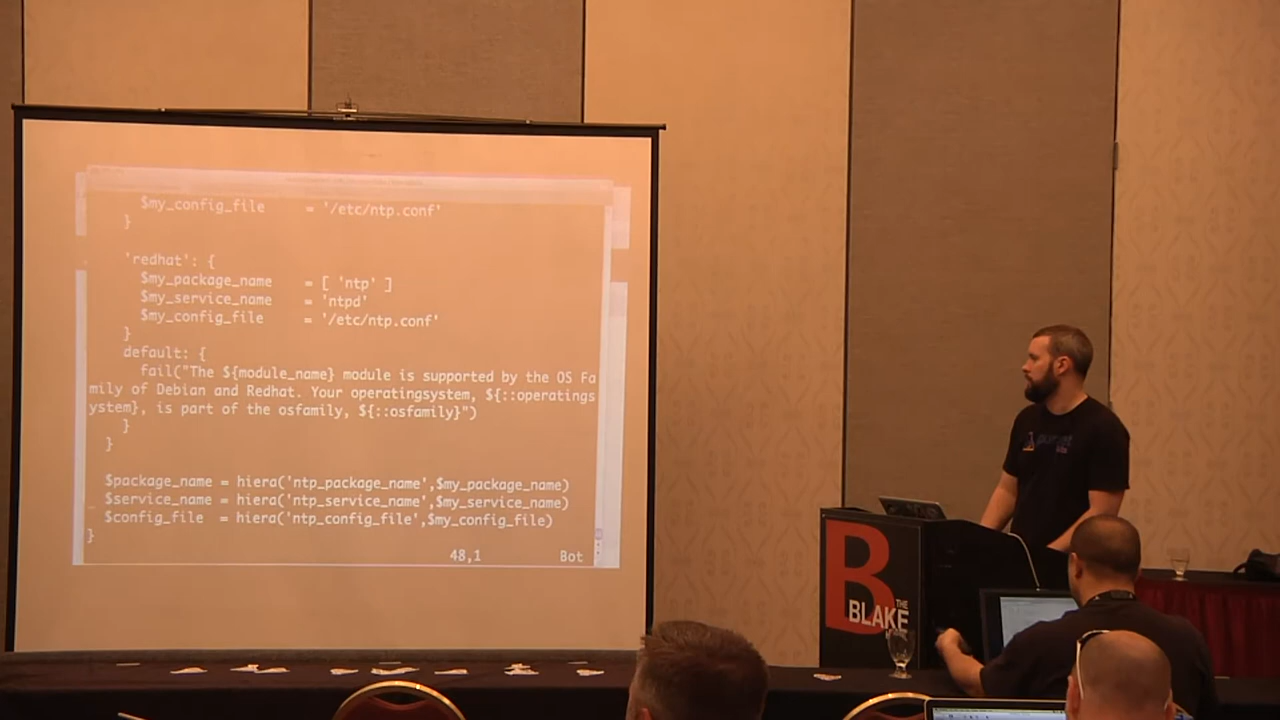 $my_config_file = '/etc/ntp.conf'
}
'redhat': {
$my_package_name = [ 'ntp' ]
$my_service_name = 'ntpd'
$my_config_file = '/etc/ntp.conf'
}
default: {
fail("The ${module_name} module is supported by the OS Fa
mily of Debian and Redhat. Your operatingsystem, ${::operatings
ystem}, is part of the osfamily, ${::osfamily}")
}
}
$package_name = hiera('ntp_package_name',$my_package_name)
$service_name = hiera('ntp_service_name',$my_service_name)
$config_file = hiera('ntp_config_file',$my_config_file)
}
48,1 Bot
B
THE
BLAKE